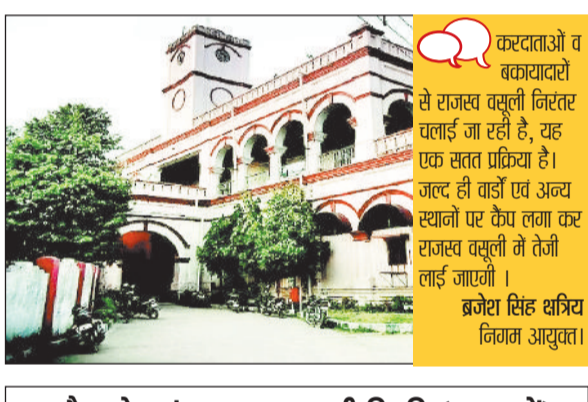 करदाताओं व
बकायादारों
से राजस्व वसूली निरंतर
चलाई जा रही है, यह
एक सतत प्रक्रिया है।
जल्द ही वार्डों एवं अन्य
स्थानों पर कैंप लगा कर
राजस्व वसूली में तेजी
लाई जाएगी ।
ब्रजेश सिंह क्षत्रिय
निगम आयुक्त।